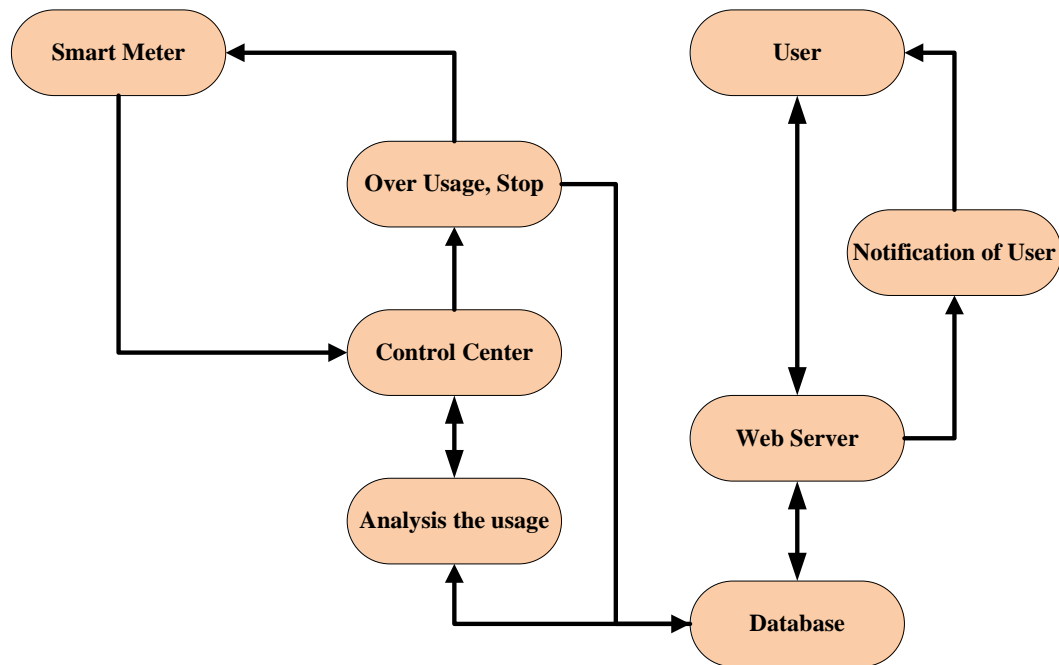 Smart Meter
User
Over Usage, Stop
Notification of User
Control Center
Web Server
Analysis the usage
Database